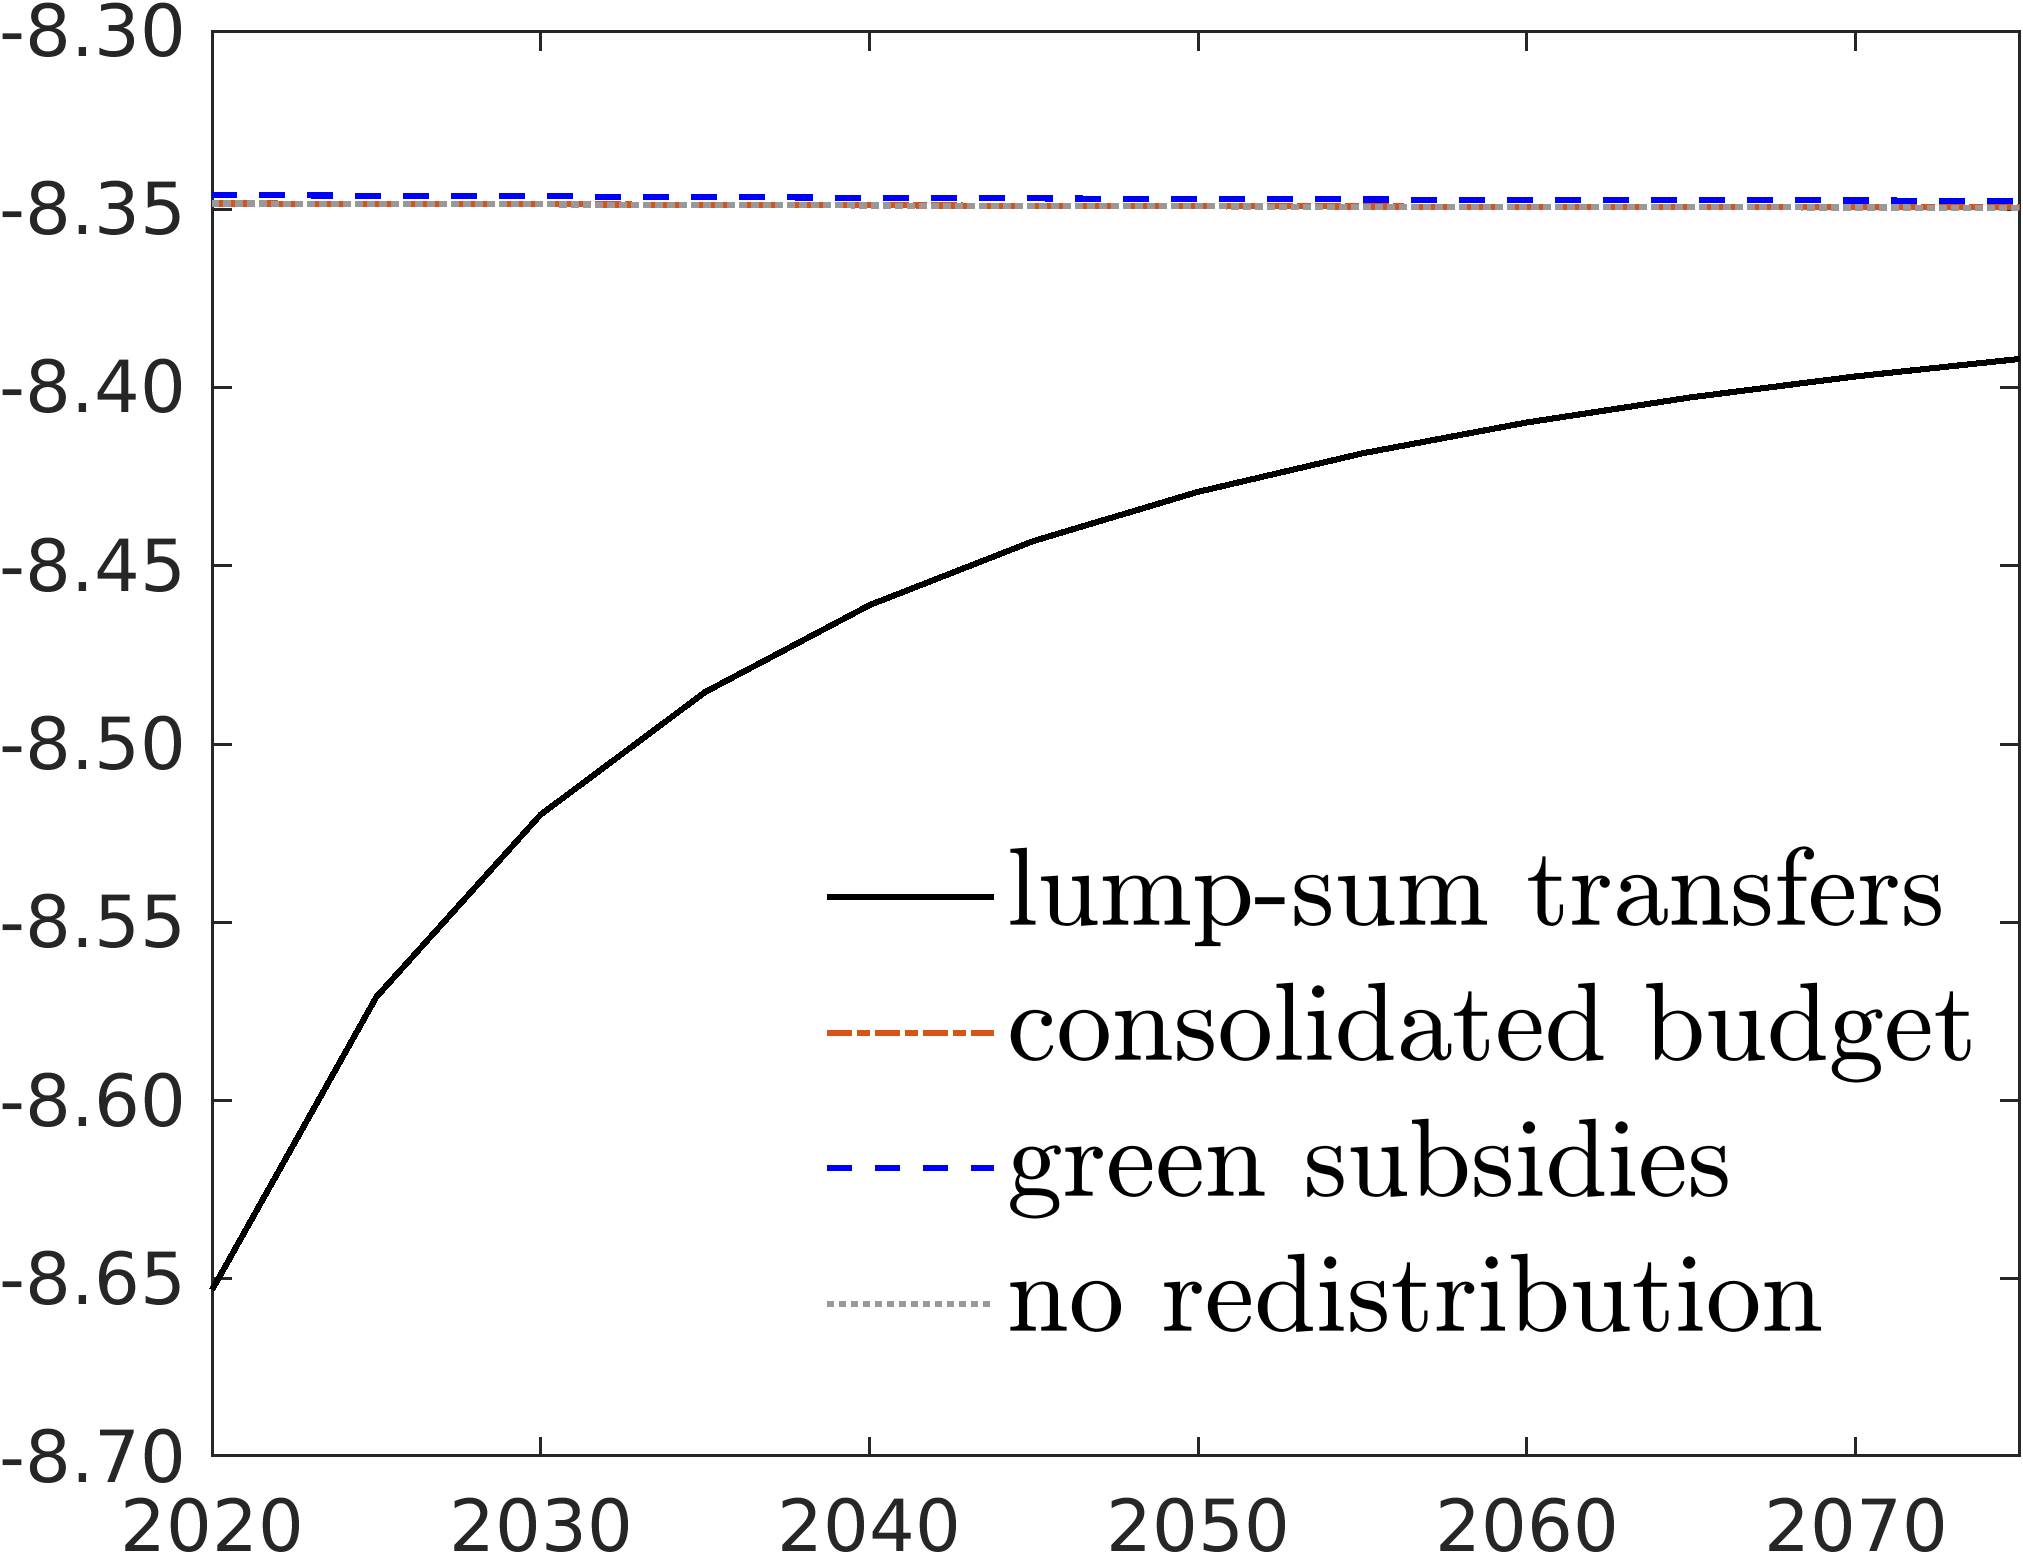 -8.30
-8.35
-8.40
-8.45
-8.50
-8.55
-8.60
-8.65
-8.70
lump-sum transfers
consolidated budget
green subsidies
no redistribution
2020 2030 2040 2050 2060 2070